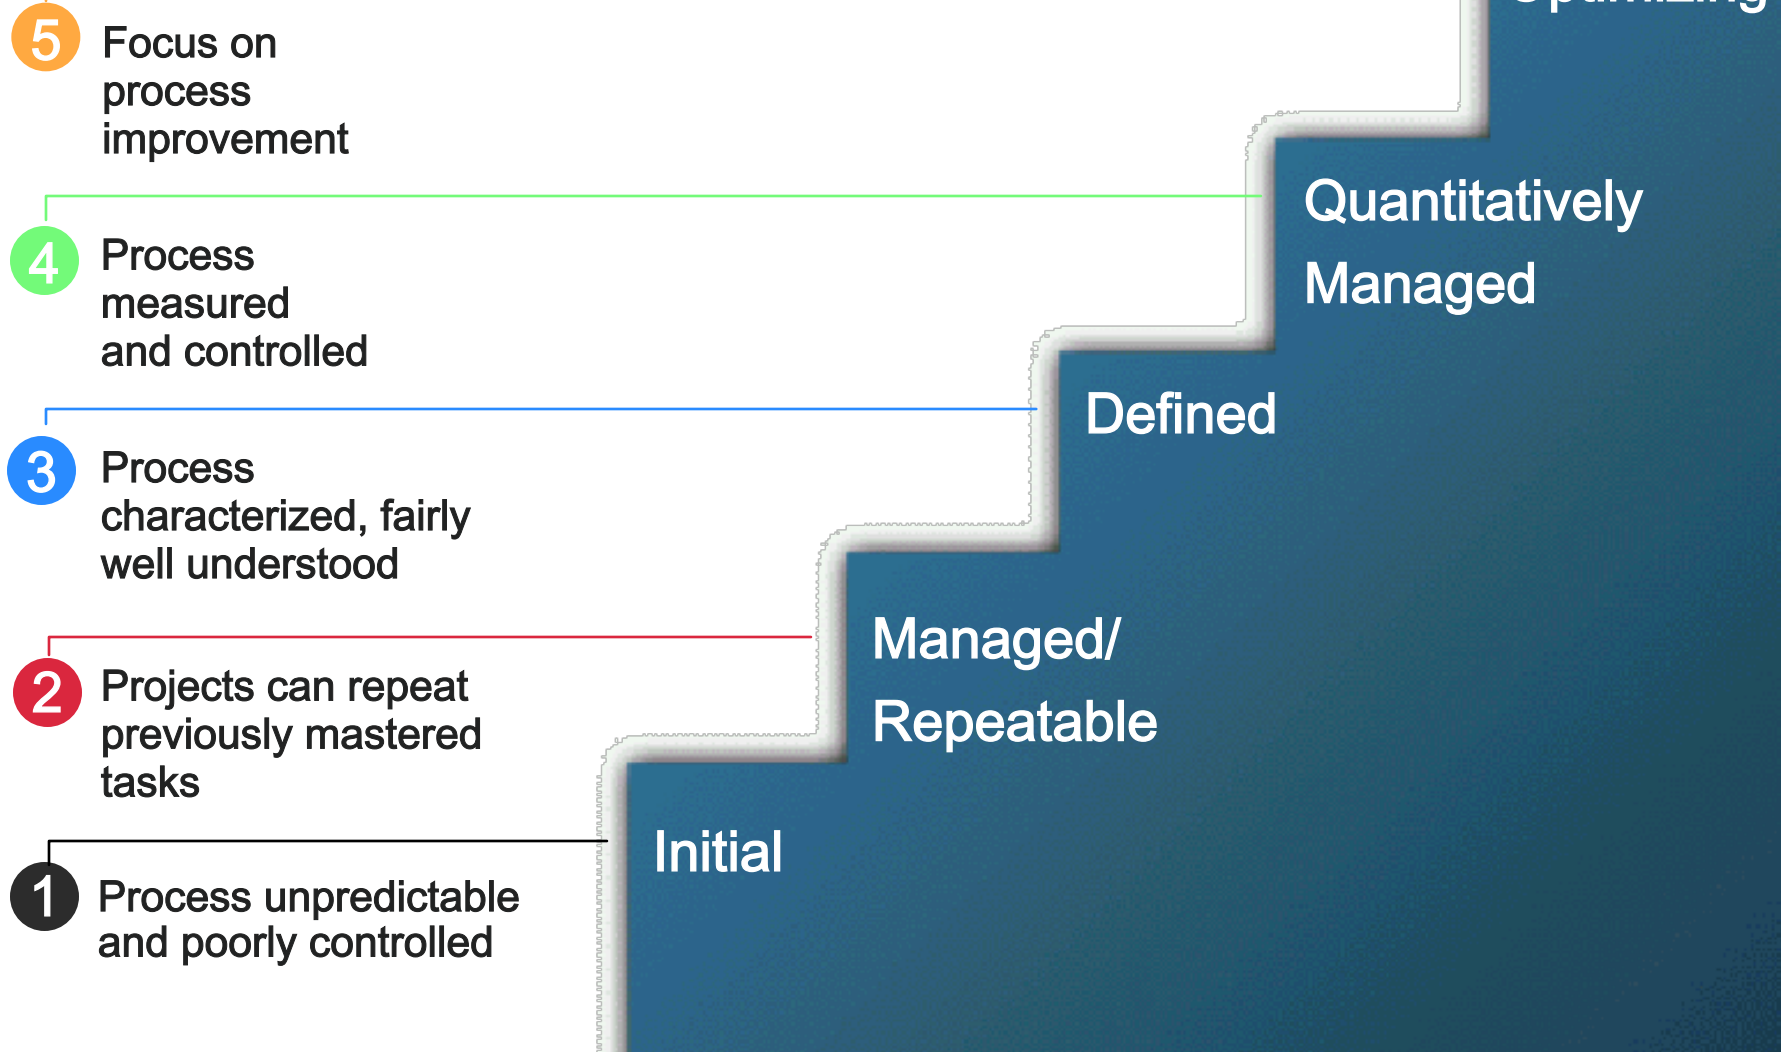 Optimizing
5
Focus on
process
improvement
Quantitatively
Managed
4
Process
measured
and controlled
Defined
3
Process
characterized, fairly
well understood
Managed/
Repeatable
2
Projects can repeat
previously mastered
tasks
Initial
1
Process unpredictable
and poorly controlled